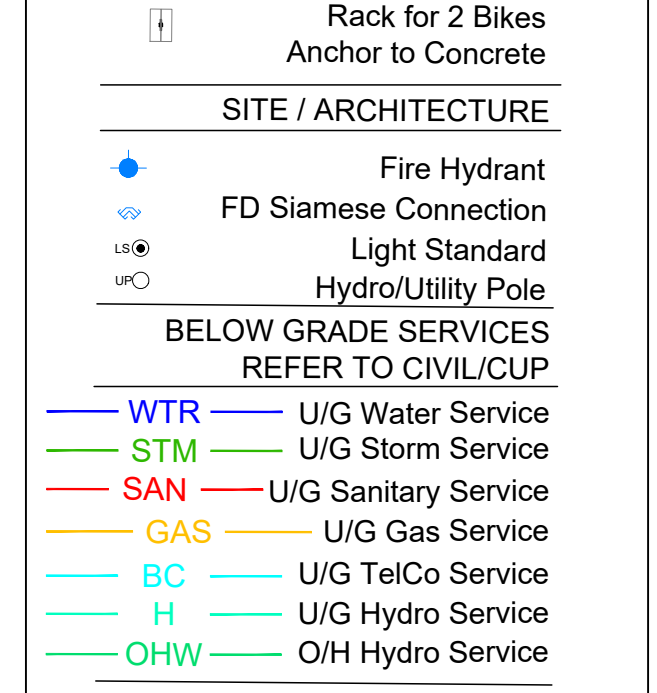 Rack for 2 Bikes
Anchor to Concrete
SITE / ARCHITECTURE
Fire Hydrant
FD Siamese Connection
LS Light Standard
UP Hydro/Utility Pole
BELOW GRADE SERVICES
REFER TO CIVIL/CUP
WTR U/G Water Service
STM U/G Storm Service
SAN U/G Sanitary Service
GAS U/G Gas Service
BC U/G TelCo Service
H U/G Hydro Service
OHW O/H Hydro Service